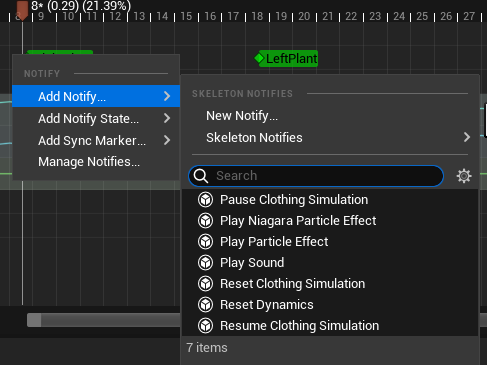 8* (0.29) (21.39%)
8 9 10 11 12 13 14 15 16 17 18 19 20 21 22 23 24 25 26 27
LeftPlant
NOTIFY
Add Notify...
Add Notify State...
Add Sync Marker...
Manage Notifies...
SKELETON NOTIFIES
New Notify...
Skeleton Notifies
Search
Pause Clothing Simulation
Play Niagara Particle Effect
Play Particle Effect
Play Sound
Reset Clothing Simulation
Reset Dynamics
Resume Clothing Simulation
7 items